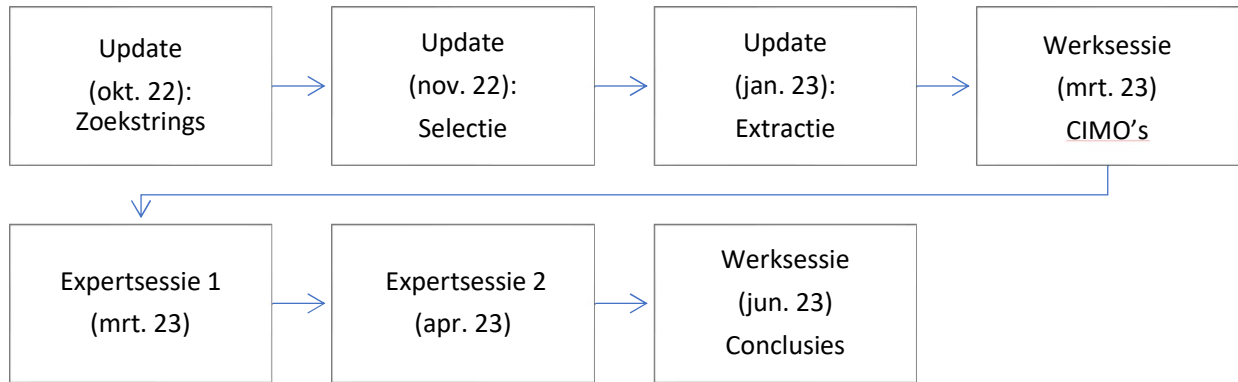 Update
(okt. 22):
Zoekstrings
Update
(nov. 22):
Selectie
Update
(jan. 23):
Extractie
Werksessie
(mrt. 23)
CIMO’s
Expertsessie 1
(mrt. 23)
Expertsessie 2
(apr. 23)
Werksessie
(jun. 23)
Conclusies